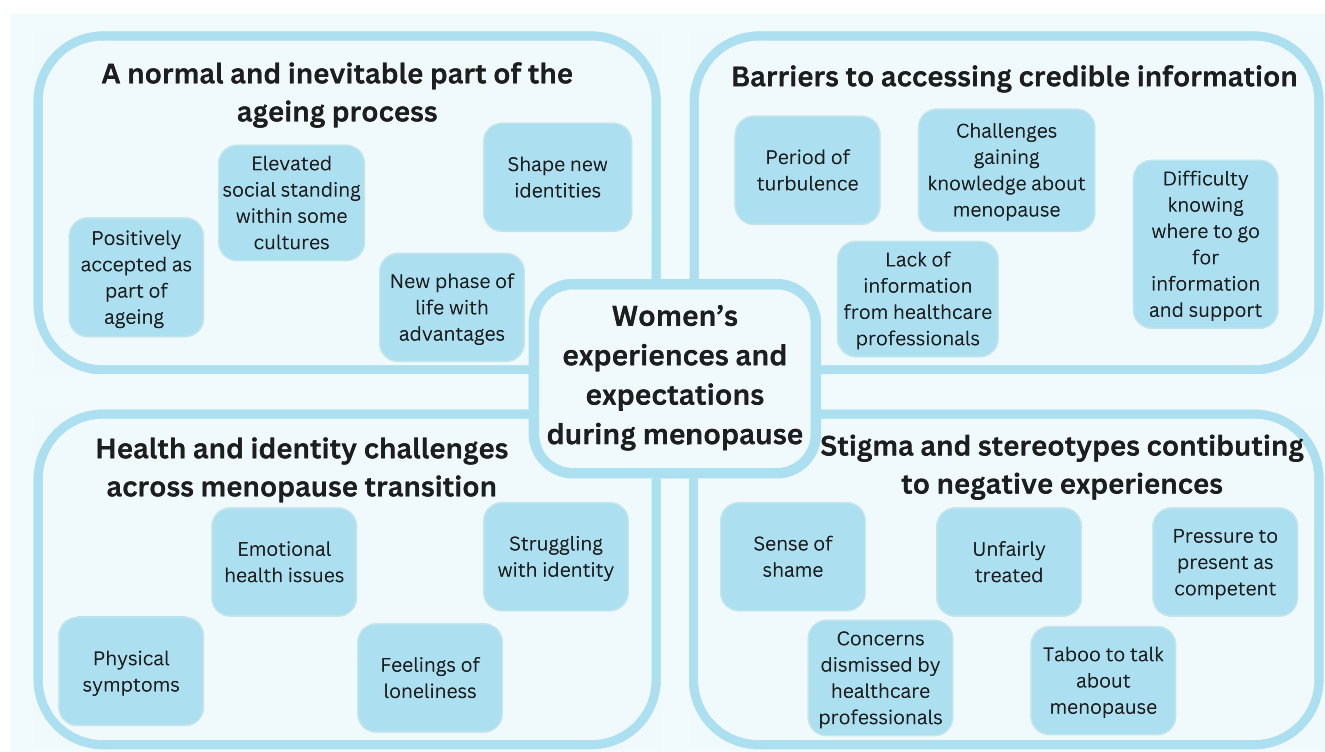 A normal and inevitable part of the
ageing process
Positively
accepted as
part of
ageing
Elevated
social standing
within some
cultures
New phase of
life with
advantages
Shape new
identities
Barriers to accessing credible information
Period of
turbulence
Lack of
information
from healthcare
professionals
Challenges
gaining
knowledge about
menopause
Difficulty
knowing
where to go
for
information
and support
Women’s
experiences and
expectations
during menopause
Health and identity challenges
across menopause transition
Physical
symptoms
Emotional
health issues
Feelings of
loneliness
Struggling
with identity
Stigma and stereotypes contibuting
to negative experiences
Sense of
shame
Concerns
dismissed by
healthcare
professionals
Unfairly
treated
Taboo to talk
about
menopause
Pressure to
present as
competent